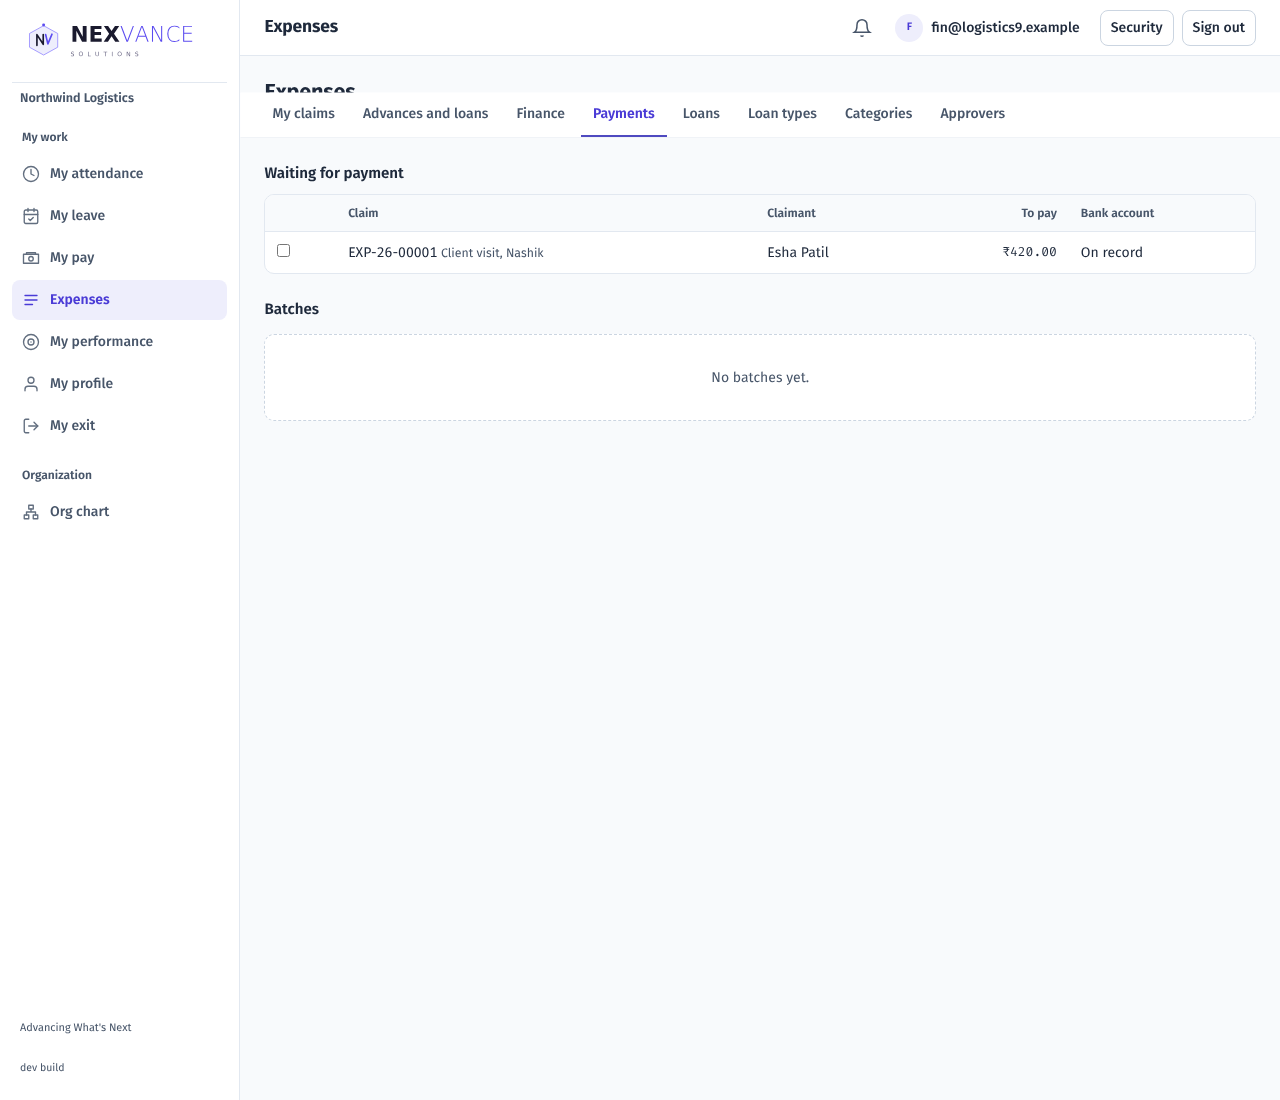 NEXVANCE
SOLUTIONS
Northwind Logistics
My work
My attendance
My leave
My pay
Expenses
My performance
My profile
My exit
Organization
Org chart
Advancing What's Next
dev build
Expenses
F fin@logistics9.example Security Sign out
Expenses
My claims Advances and loans Finance Payments Loans Loan types Categories Approvers
Waiting for payment
Claim Claimant To pay Bank account
EXP-26-00001 Client visit, Nashik Esha Patil ₹420.00 On record
Batches
No batches yet.